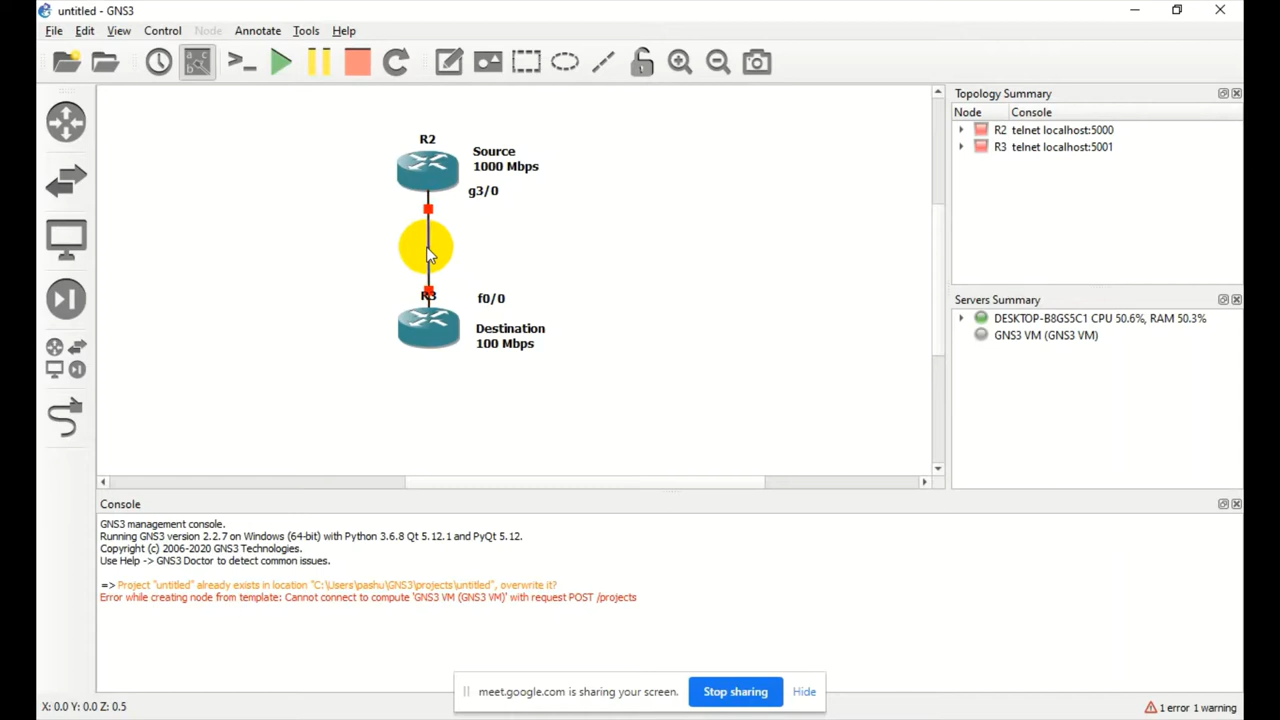 untitled - GNS3
File Edit View Control Node Annotate Tools Help
Topology Summary
Node Console
R2 telnet localhost:5000
R3 telnet localhost:5001
R2
Source
1000 Mbps
g3/0
R3
f0/0
Destination
100 Mbps
Servers Summary
DESKTOP-B8GS5C1 CPU 50.6%, RAM 50.3%
GNS3 VM (GNS3 VM)
Console
GNS3 management console.
Running GNS3 version 2.2.7 on Windows (64-bit) with Python 3.6.8 Qt 5.12.1 and PyQt 5.12.
Copyright (c) 2006-2020 GNS3 Technologies.
Use Help -> GNS3 Doctor to detect common issues.
=> Project "untitled" already exists in location "C:\Users\pashu\GNS3\projects\untitled", overwrite it?
Error while creating node from template: Cannot connect to compute 'GNS3 VM (GNS3 VM)' with request POST /projects
meet.google.com is sharing your screen. Stop sharing Hide
X: 0.0 Y: 0.0 Z: 0.5
1 error 1 warning